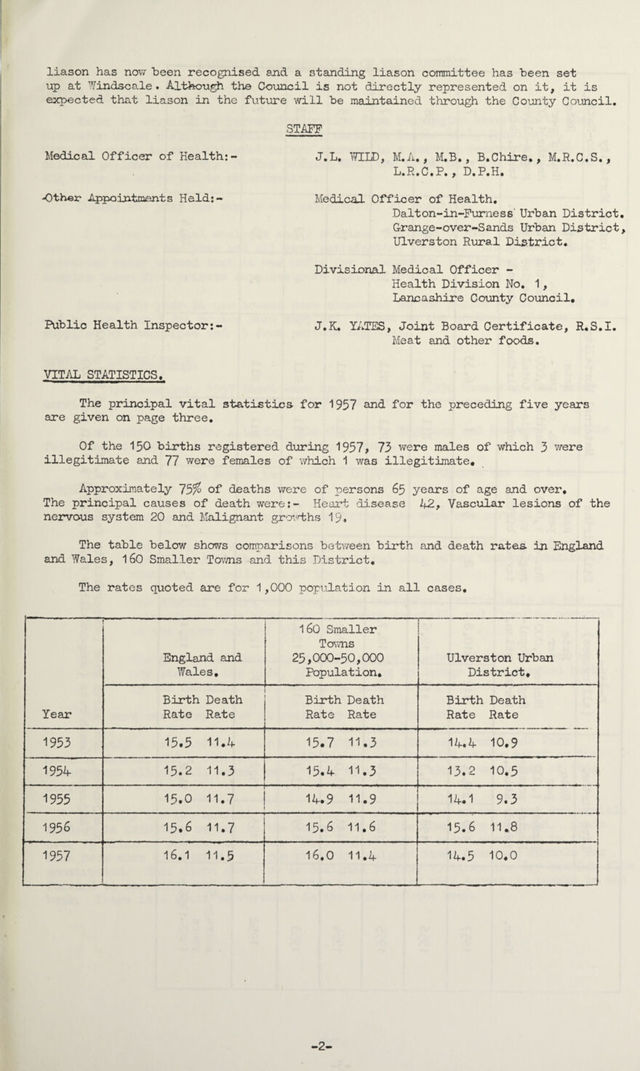 liason has now been recognised and a standing liason committee has been set
up at Windscale. Although the Council is not directly represented on it, it is
expected that liason in the future will be maintained through the County Council.
STAFF
Medical Officer of Health:- J.L. WILD, M.A., M.B., B.Chire., M.R.C.S.,
L.R.C.P., D.P.H.
Other Appointments Held:- Medical Officer of Health.
Dalton-in-Furness Urban District.
Grange-over-Sands Urban District,
Ulverston Rural District.
Divisional Medical Officer -
Health Division No. 1,
Lancashire County Council.
Public Health Inspector:- J.K. YATES, Joint Board Certificate, R.S.I.
Meat and other foods.
VITAL STATISTICS.
The principal vital statistics for 1957 and for the preceding five years
are given on page three.
Of the 150 births registered during 1957, 73 were males of which 3 were
illegitimate and 77 were females of which 1 was illegitimate.
Approximately 75% of deaths were of persons 65 years of age and over.
The principal causes of death were:- Heart disease 42, Vascular lesions of the
nervous system 20 and Malignant growths 19.
The table below shows comparisons between birth and death rates in England
and Wales, 160 Smaller Towns and this District.
The rates quoted are for 1,000 population in all cases.
160 Smaller
Towns
England and 25,000-50,000 Ulverston Urban
Wales. Population. District.
Birth Death Birth Death Birth Death
Year Rate Rate Rate Rate Rate Rate
1953 15.5 11.4 15.7 11.3 14.4 10.9
1954 15.2 11.3 15.4 11.3 13.2 10.5
1955 15.0 11.7 14.9 11.9 14.1 9.3
1956 15.6 11.7 15.6 11.6 15.6 11.8
1957 16.1 11.5 16.0 11.4 14.5 10.0
-2-